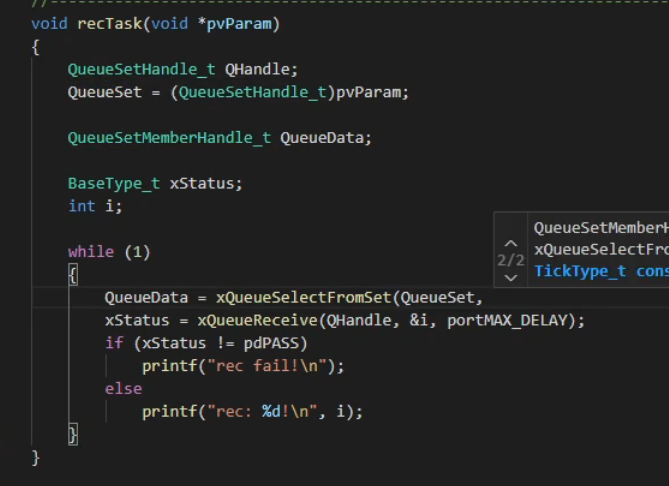 //------------------------------------------------------------------
void recTask(void *pvParam)
{
    QueueSetHandle_t QHandle;
    QueueSet = (QueueSetHandle_t)pvParam;
    QueueSetMemberHandle_t QueueData;
    BaseType_t xStatus;
    int i;
    while (1)
    {
        QueueData = xQueueSelectFromSet(QueueSet,
        xStatus = xQueueReceive(QHandle, &i, portMAX_DELAY);
        if (xStatus != pdPASS)
            printf("rec fail!\n");
        else
            printf("rec: %d!\n", i);
    }
}
QueueSetMemberH
xQueueSelectFro
2/2
TickType_t cons